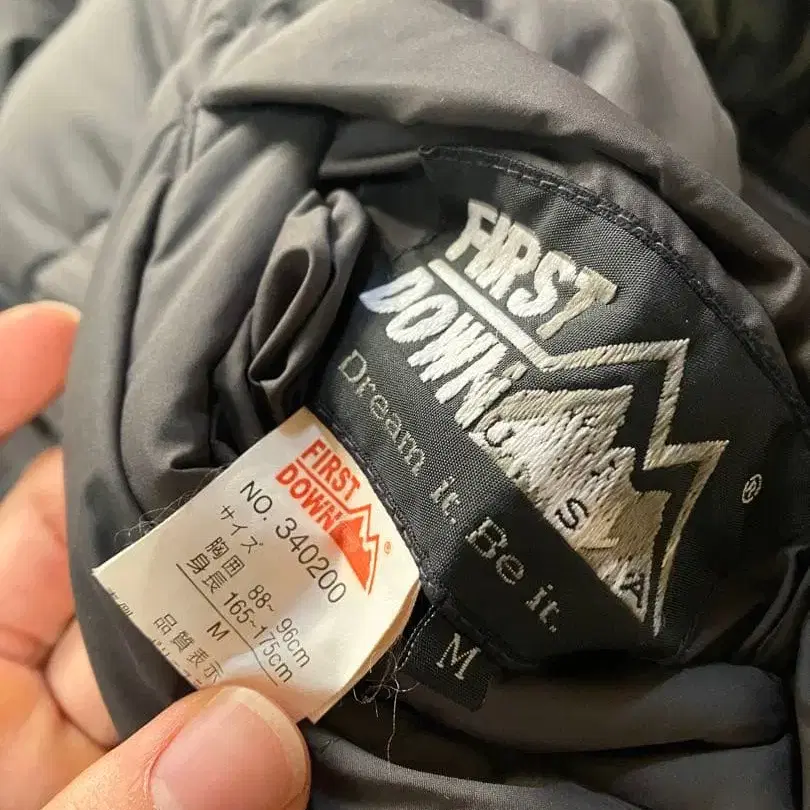 FIRST
DOWN
U.S.A
®
Dream it. Be it.
M
FIRST
DOWN
®
NO. 340200
サイズ
胸囲 88~ 96cm
身長 165~175cm
M
品質表示